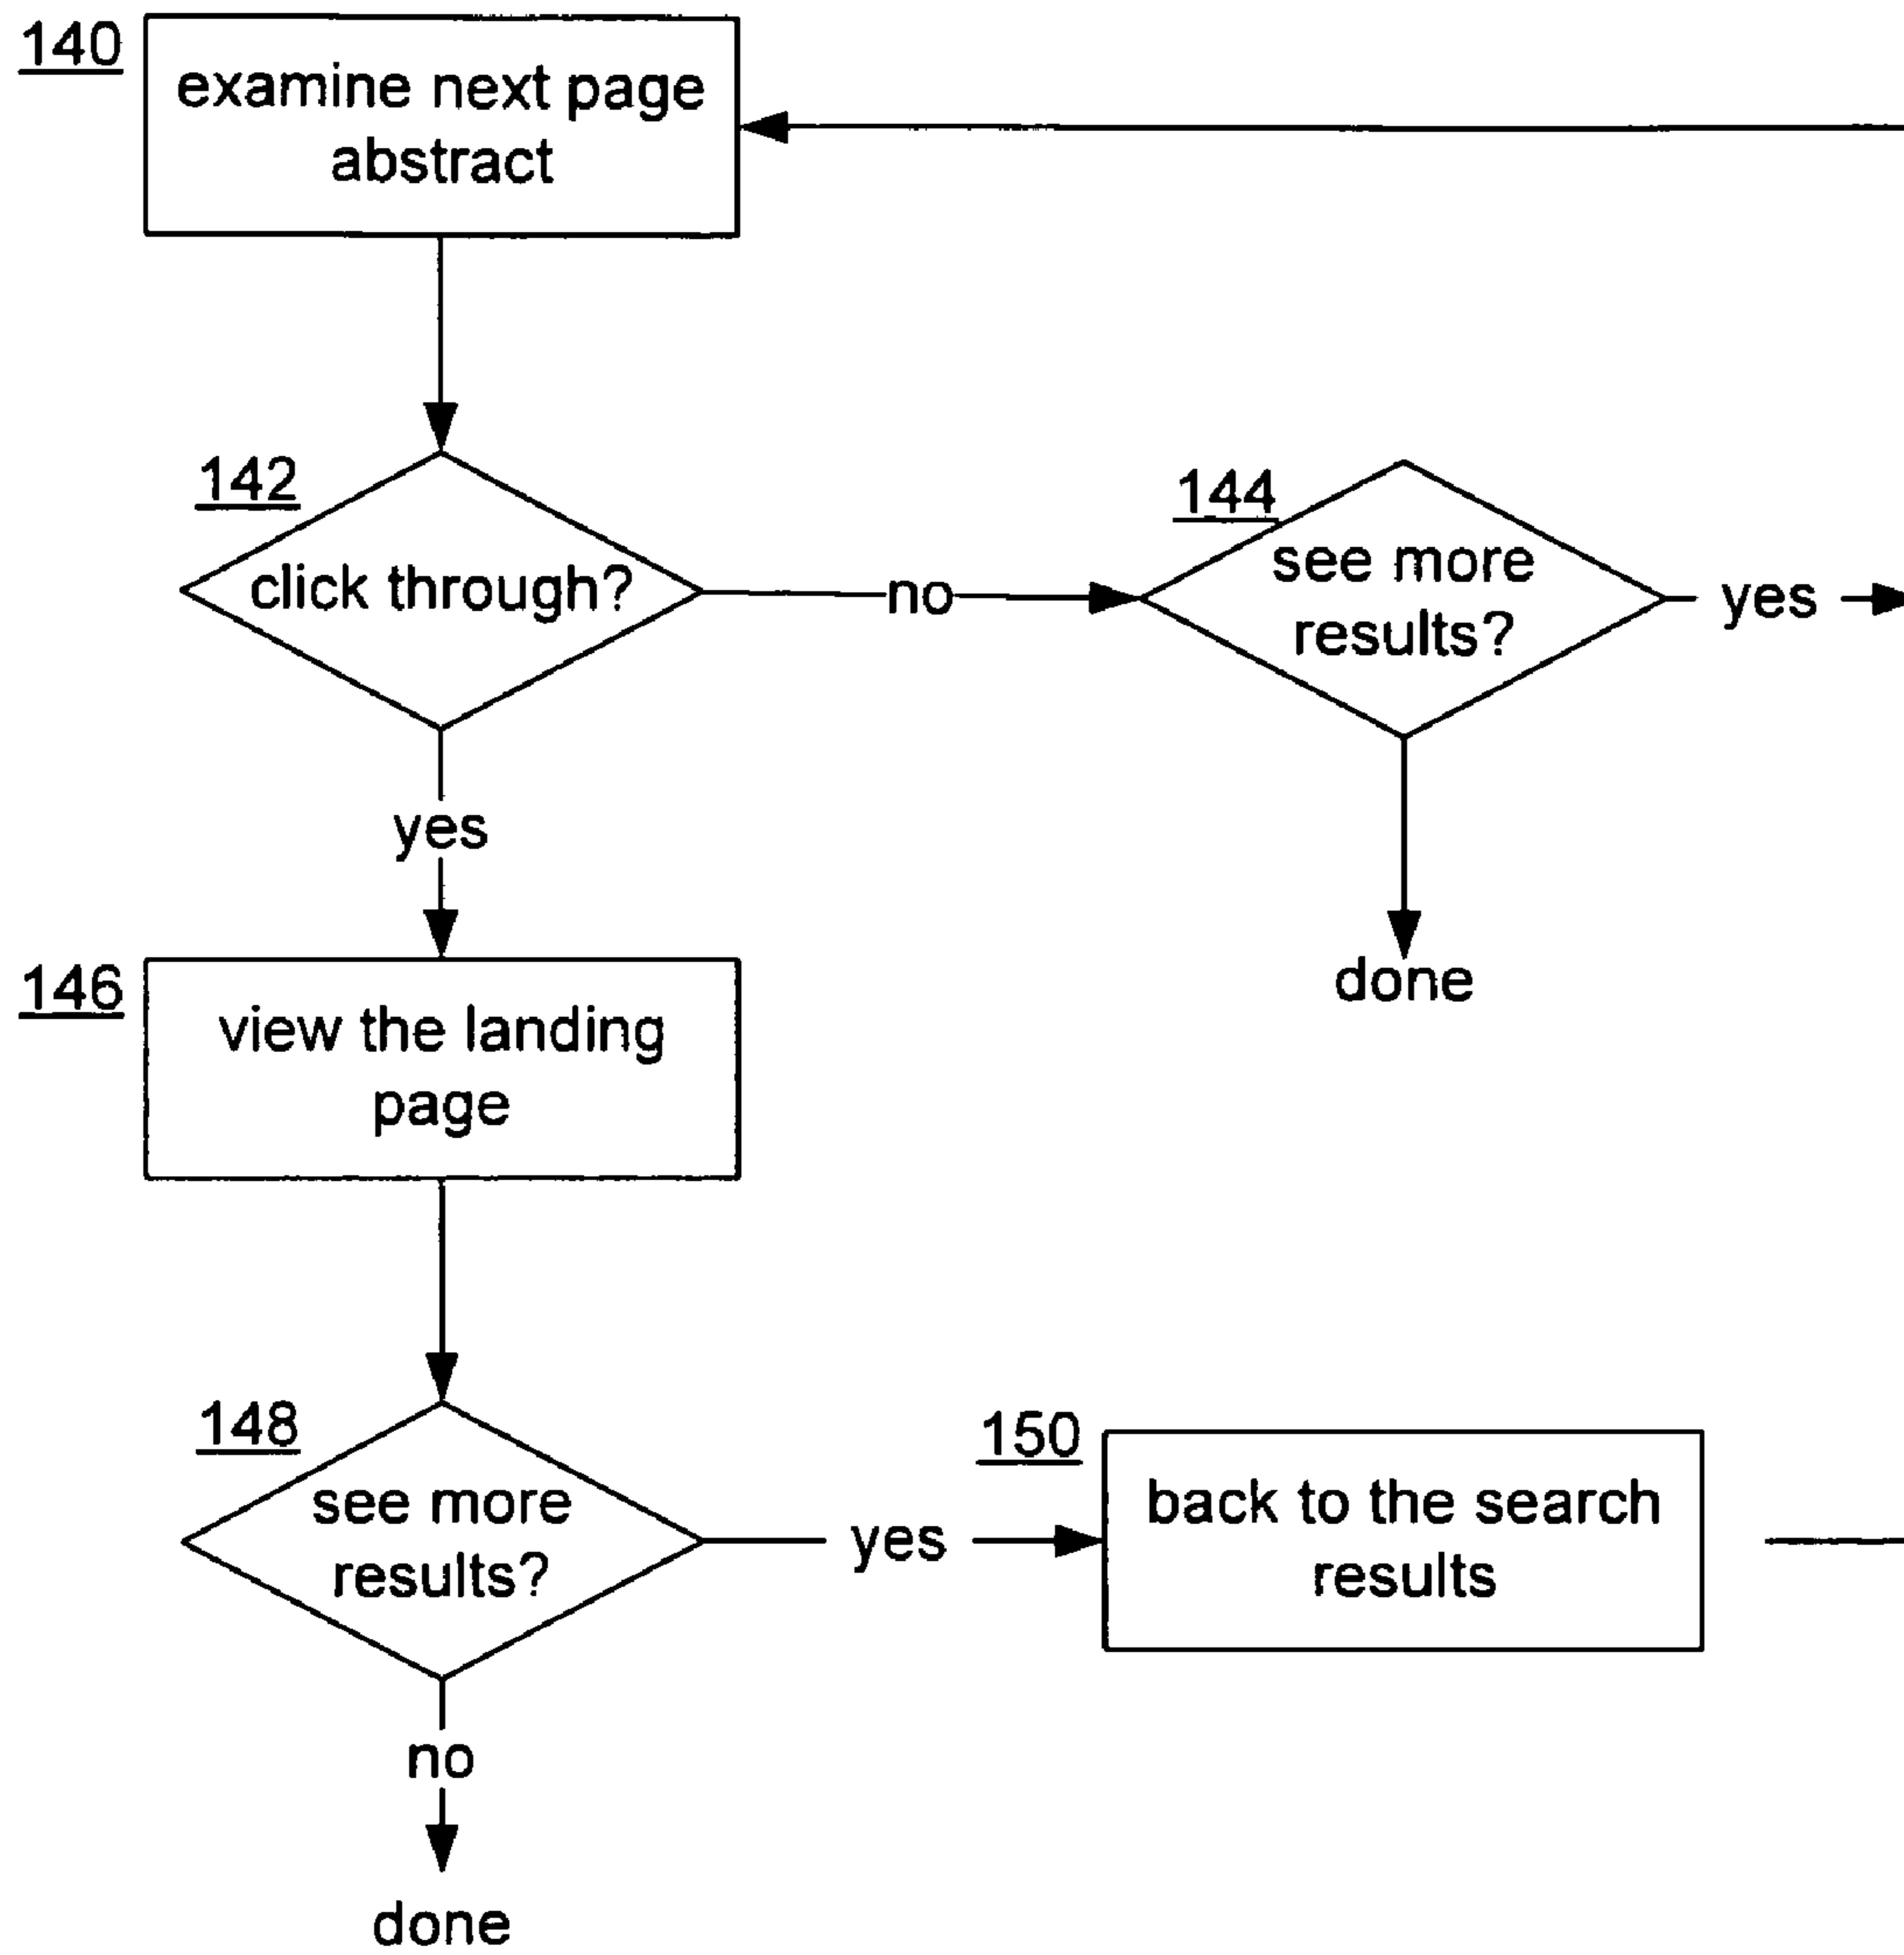 140
examine next page
abstract
142
click through?
no
144
see more
results?
yes
yes
done
146
view the landing
page
148
see more
results?
yes
150
back to the search
results
no
done